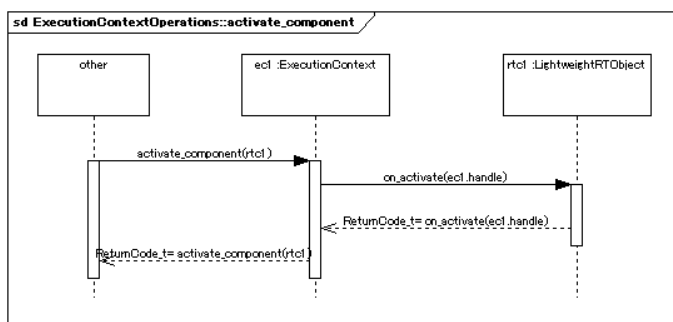 sd ExecutionContextOperations::activate_component
other
ec1 :ExecutionContext
rtc1 :LightweightRTObject
activate_component(rtc1)
on_activate(ec1.handle)
ReturnCode_t= on_activate(ec1.handle)
ReturnCode_t= activate_component(rtc1)